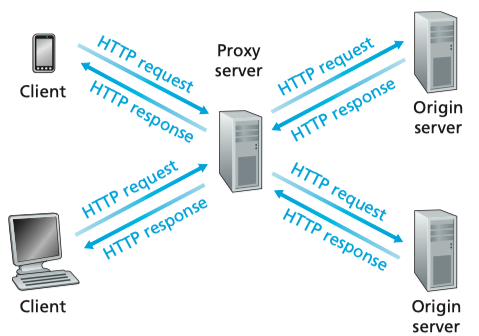 Proxy
server
HTTP request
HTTP response
Client
HTTP request
HTTP response
Origin
server
HTTP request
HTTP response
Client
HTTP request
HTTP response
Origin
server